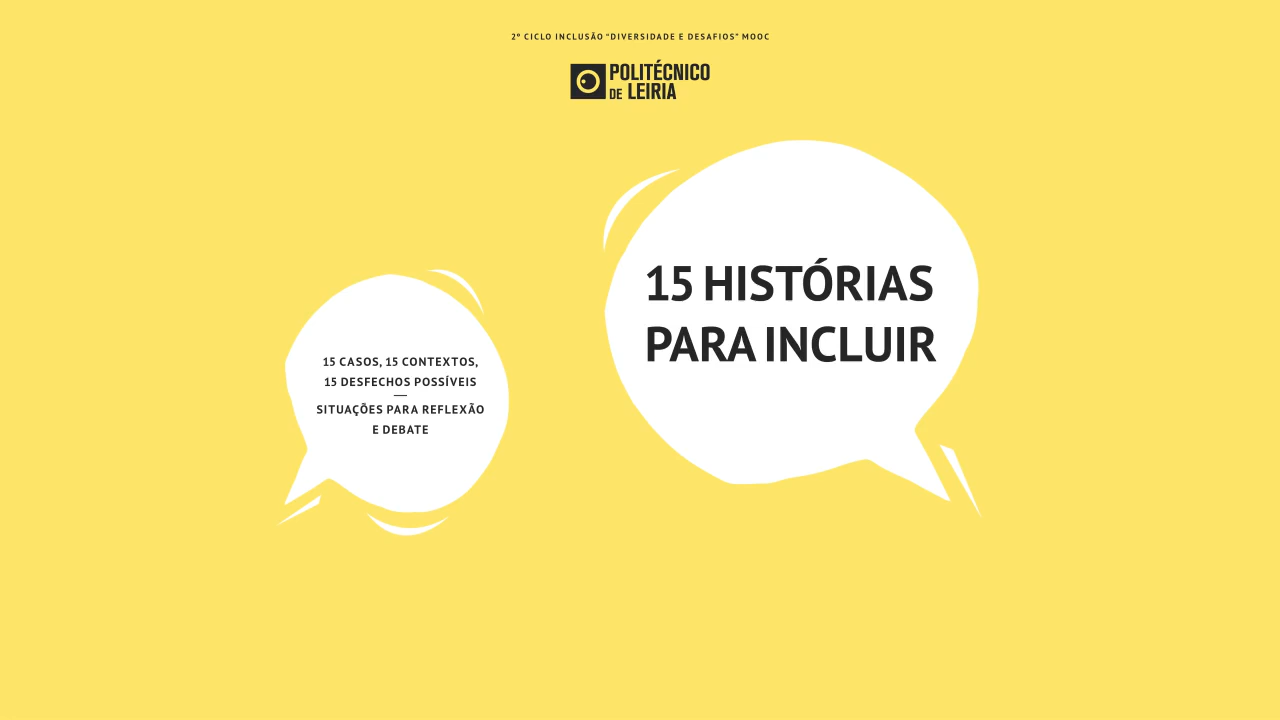 2º CICLO INCLUSÃO “DIVERSIDADE E DESAFIOS” MOOC
POLITÉCNICO
DE LEIRIA
15 HISTÓRIAS
PARA INCLUIR
15 CASOS, 15 CONTEXTOS,
15 DESFECHOS POSSÍVEIS
—
SITUAÇÕES PARA REFLEXÃO
E DEBATE